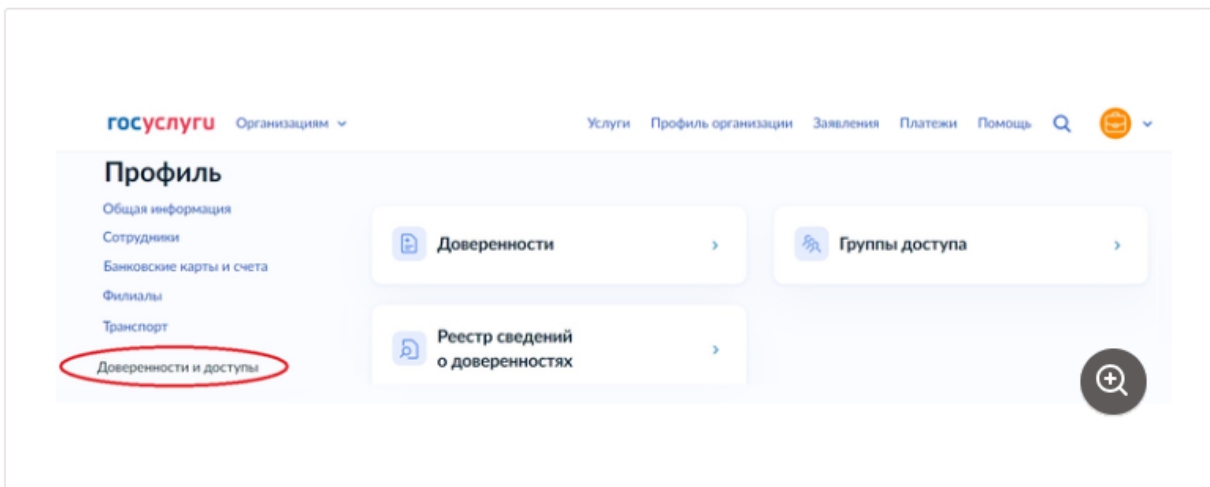 госуслуги Организациям Услуги Профиль организации Заявления Платежи Помощь
Профиль
Общая информация
Сотрудники
Банковские карты и счета
Филиалы
Транспорт
Доверенности и доступы
Доверенности
Группы доступа
Реестр сведений
о доверенностях